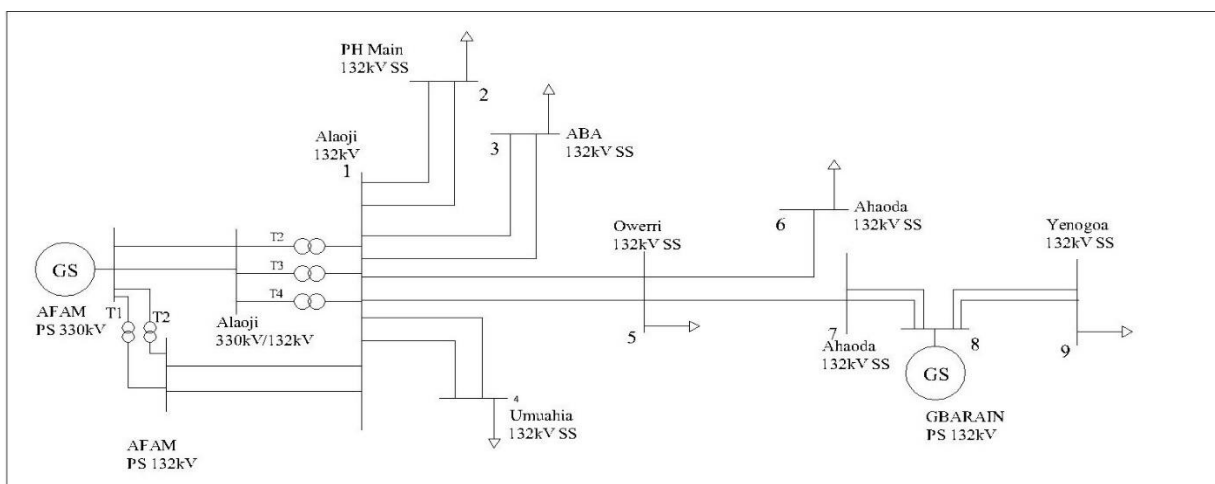 PH Main
132kV SS
2
ABA
132kV SS
3
Alaoji
132kV
1
Ahaoda
132kV SS
6
Owerri
132kV SS
5
Yenogoa
132kV SS
9
T2
T3
T4
GS
AFAM
PS 330kV
T1
T2
Alaoji
330kV/132kV
7
Ahaoda
132kV SS
8
GS
GBARAIN
PS 132kV
4
Umuahia
132kV SS
AFAM
PS 132kV